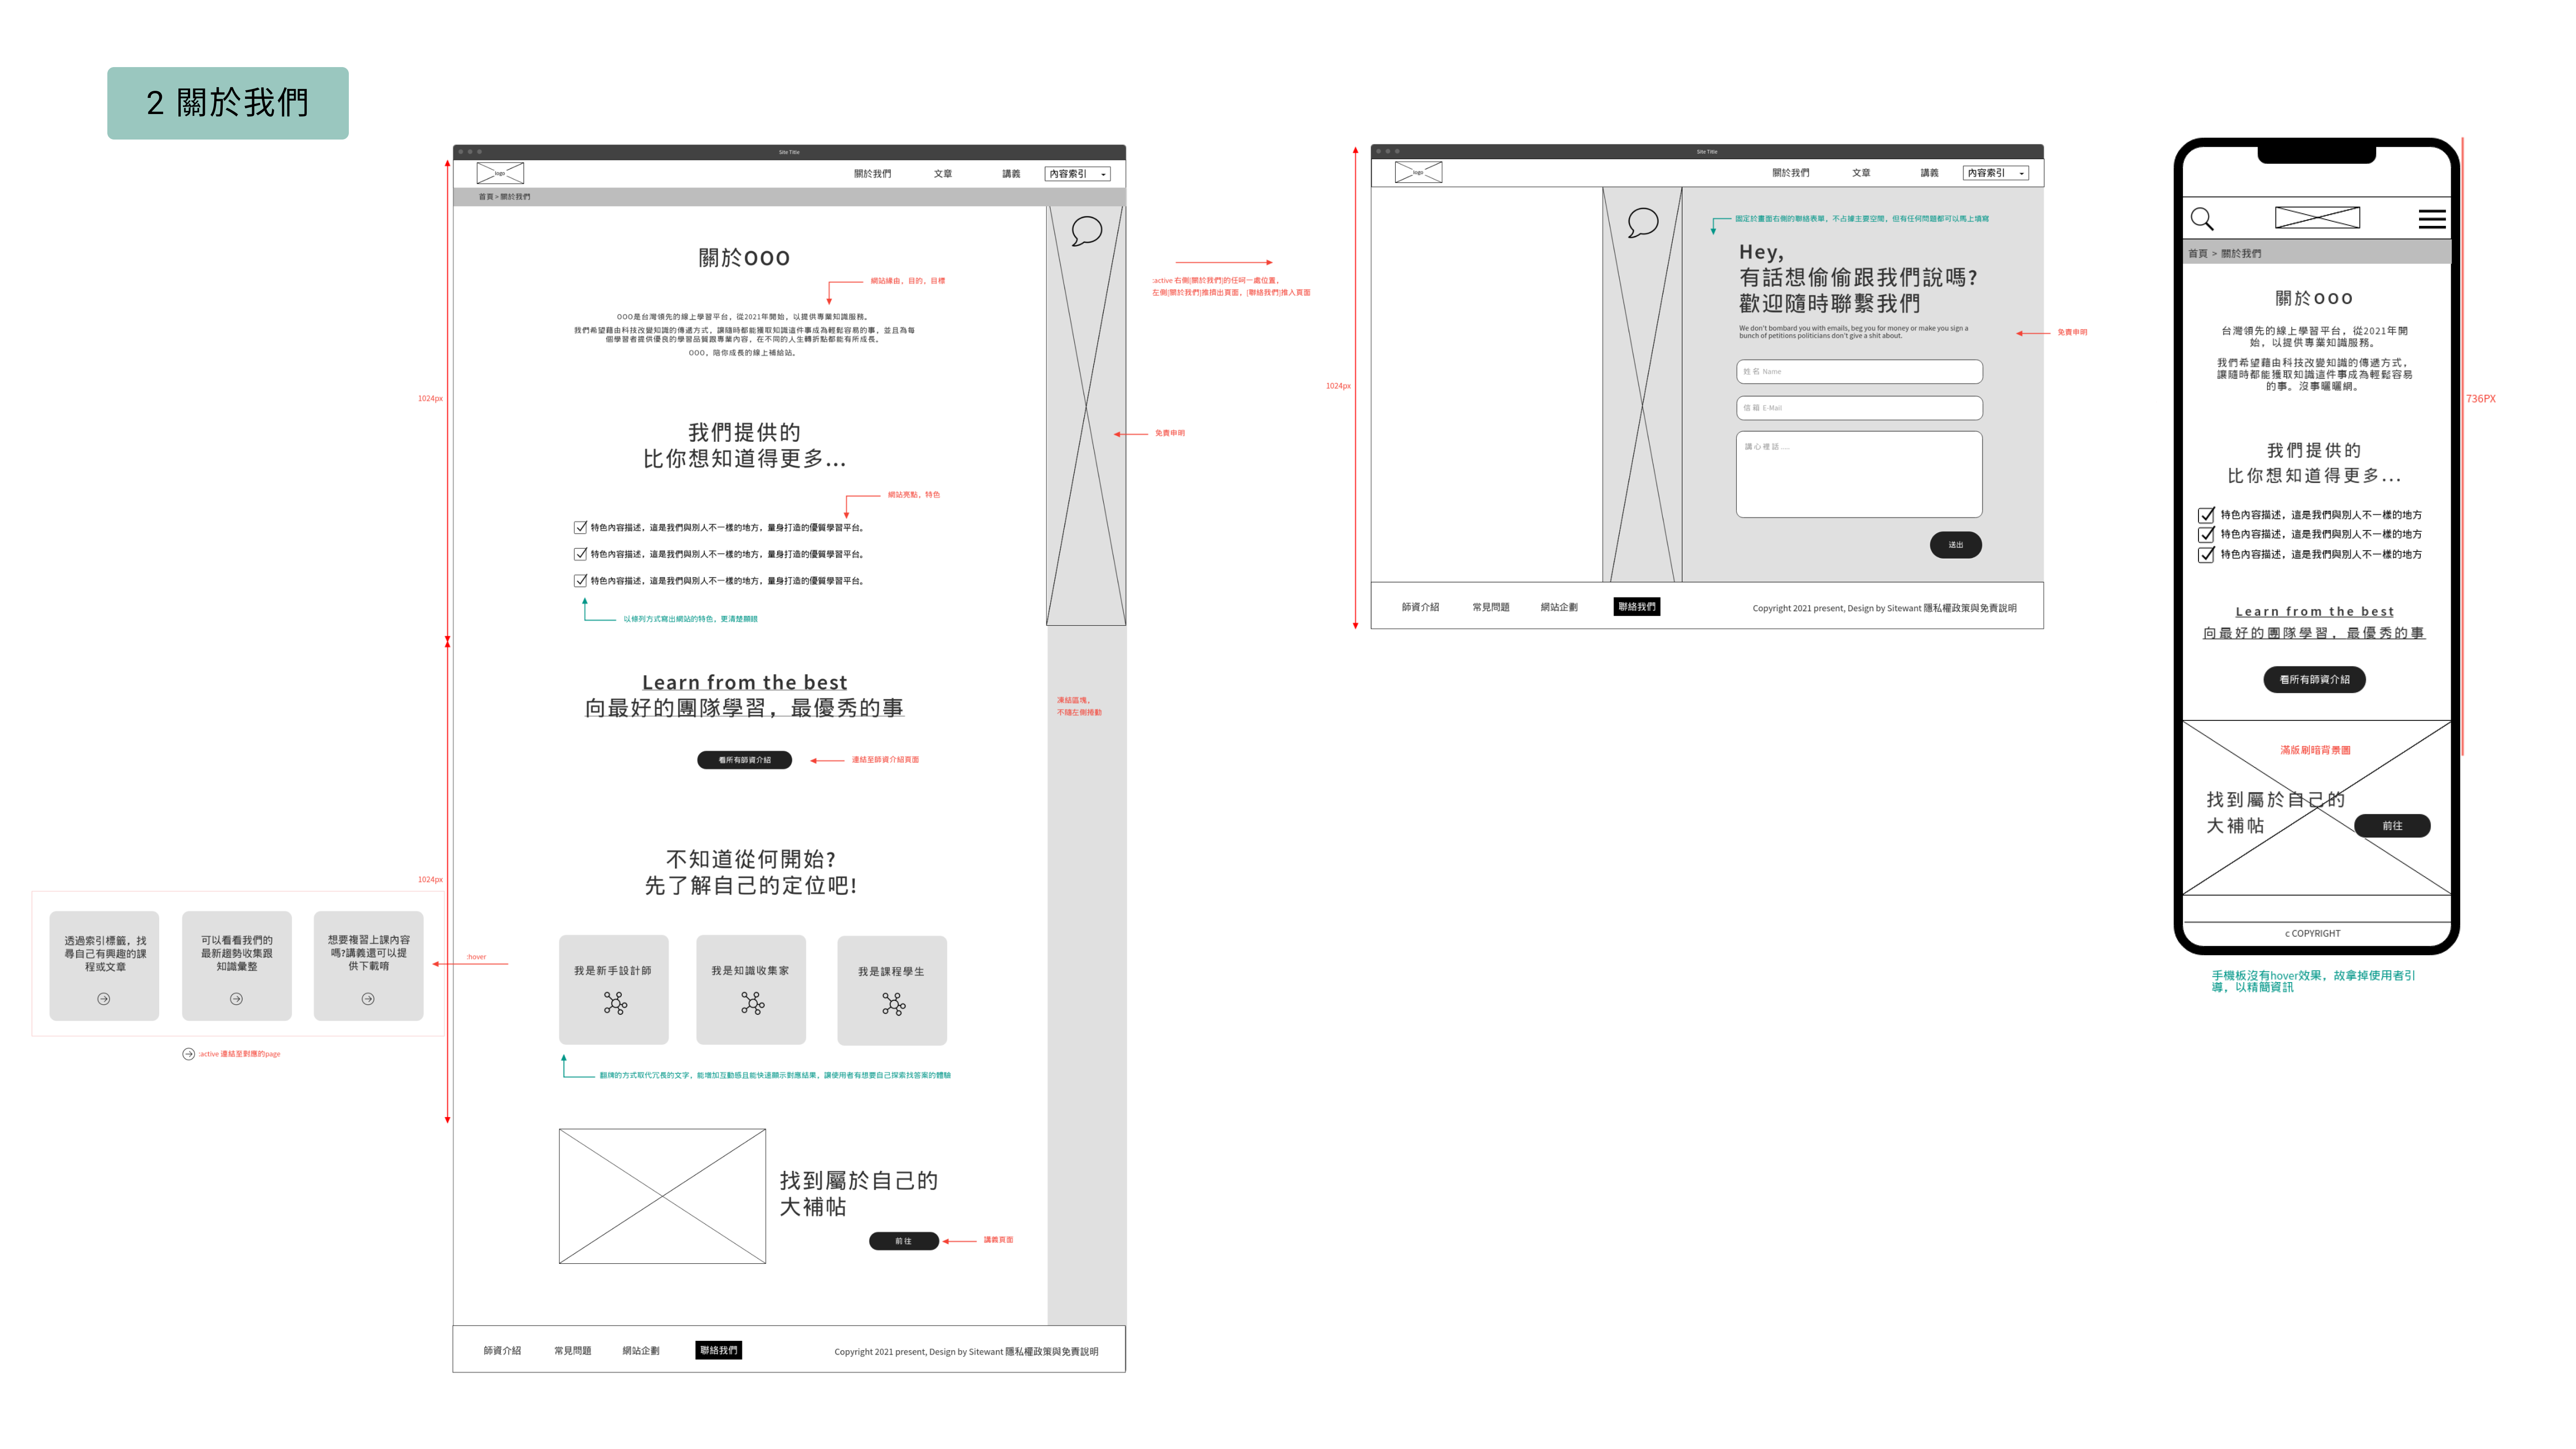 2 關於我們
Site Title
logo
關於我們
文章
講義
內容索引
首頁 > 關於我們
關於OOO
網站緣由，目的，目標
OOO是台灣領先的線上學習平台，從2021年開始，以提供專業知識服務。
我們希望藉由科技改變知識的傳遞方式，讓隨時都能獲取知識這件事成為輕鬆容易的事，並且為每
個學習者提供優良的學習品質跟專業內容，在不同的人生轉折點都能有所成長。
OOO，陪你成長的線上補給站。
1024px
我們提供的
比你想知道得更多...
免責申明
網站亮點，特色
特色內容描述，這是我們與別人不一樣的地方，量身打造的優質學習平台。
特色內容描述，這是我們與別人不一樣的地方，量身打造的優質學習平台。
特色內容描述，這是我們與別人不一樣的地方，量身打造的優質學習平台。
以條列方式寫出網站的特色，更清楚顯眼
Learn from the best
向最好的團隊學習，最優秀的事
凍結區塊，
不隨左側捲動
看所有師資介紹
連結至師資介紹頁面
不知道從何開始?
先了解自己的定位吧!
1024px
透過索引標籤，找
尋自己有興趣的課
程或文章
可以看看我們的
最新趨勢收集跟
知識彙整
想要複習上課內容
嗎?講義還可以提
供下載唷
:hover
:active 連結至對應的page
我是新手設計師
我是知識收集家
我是課程學生
翻牌的方式取代冗長的文字，能增加互動感且能快速顯示對應結果，讓使用者有想要自己探索找答案的體驗
找到屬於自己的
大補帖
前往
講義頁面
師資介紹
常見問題
網站企劃
聯絡我們
Copyright 2021 present, Design by Sitewant 隱私權政策與免責說明
:active 右側|關於我們|的任何一處位置，
左側|關於我們|推擠出頁面，|聯絡我們|推入頁面
Site Title
logo
關於我們
文章
講義
內容索引
固定於畫面右側的聯絡表單，不占據主要空間，但有任何問題都可以馬上填寫
Hey,
有話想偷偷跟我們說嗎?
歡迎隨時聯繫我們
We don't bombard you with emails, beg you for money or make you sign a
bunch of petitions politicians don't give a shit about.
免責申明
1024px
姓名 Name
信箱 E-Mail
講心裡話 ....
送出
師資介紹
常見問題
網站企劃
聯絡我們
Copyright 2021 present, Design by Sitewant 隱私權政策與免責說明
首頁 > 關於我們
關於OOO
台灣領先的線上學習平台，從2021年開
始，以提供專業知識服務。
我們希望藉由科技改變知識的傳遞方式，
讓隨時都能獲取知識這件事成為輕鬆容易
的事。沒事曬曬網。
736PX
我們提供的
比你想知道得更多...
特色內容描述，這是我們與別人不一樣的地方
特色內容描述，這是我們與別人不一樣的地方
特色內容描述，這是我們與別人不一樣的地方
Learn from the best
向最好的團隊學習，最優秀的事
看所有師資介紹
滿版刷暗背景圖
找到屬於自己的
大補帖
前往
c COPYRIGHT
手機板沒有hover效果，故拿掉使用者引
導，以精簡資訊